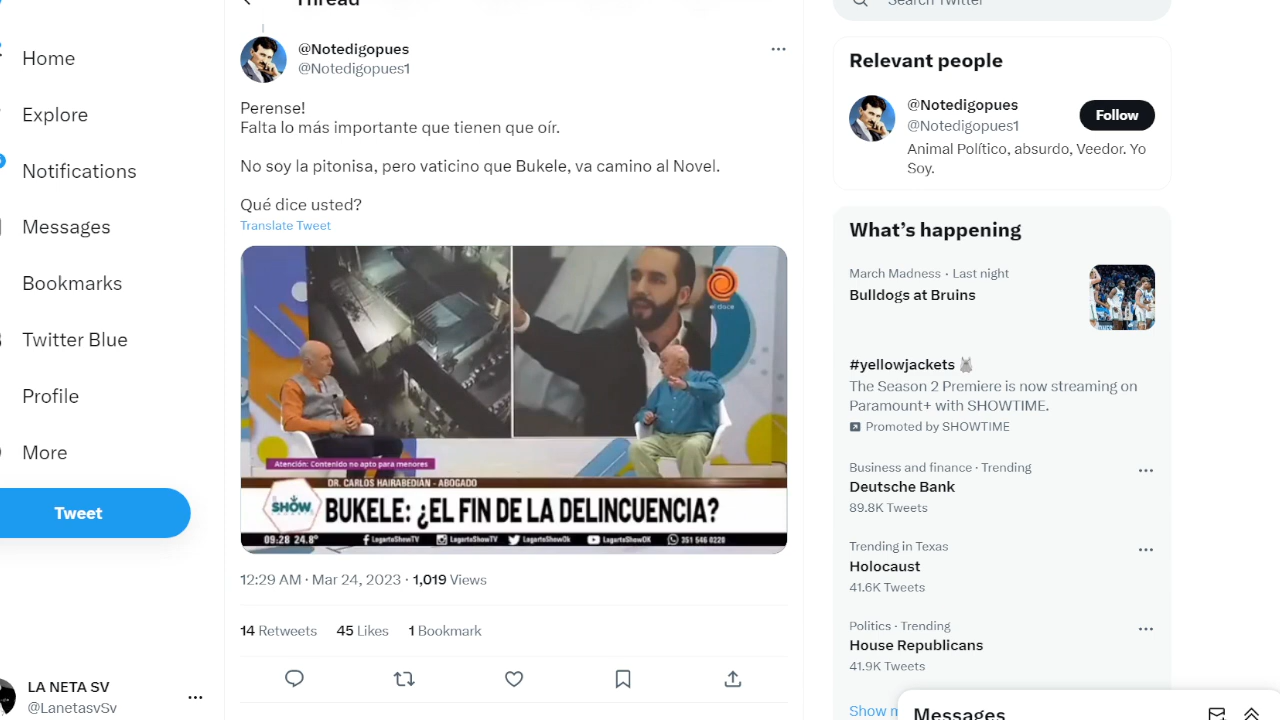 Home
Explore
Notifications
Messages
Bookmarks
Twitter Blue
Profile
More
Tweet
LA NETA SV
@LanetasvSv
Thread
@Notedigopues
@Notedigopues1
Perense!
Falta lo más importante que tienen que oír.
No soy la pitonisa, pero vaticino que Bukele, va camino al Novel.
Qué dice usted?
Translate Tweet
el doce
Atención: Contenido no apto para menores
DR. CARLOS HAIRABEDIÁN - ABOGADO
SHOW
BUKELE: ¿EL FIN DE LA DELINCUENCIA?
09:28 24.8° LagartoShowTV LagartoShowTV LagartoShowOk LagartoShowOK 351 546 0220
12:29 AM · Mar 24, 2023 · 1,019 Views
14 Retweets 45 Likes 1 Bookmark
Search Twitter
Relevant people
@Notedigopues
@Notedigopues1
Follow
Animal Político, absurdo, Veedor. Yo
Soy.
What's happening
March Madness · Last night
Bulldogs at Bruins
#yellowjackets
The Season 2 Premiere is now streaming on
Paramount+ with SHOWTIME.
Promoted by SHOWTIME
Business and finance · Trending
Deutsche Bank
89.8K Tweets
Trending in Texas
Holocaust
41.6K Tweets
Politics · Trending
House Republicans
41.9K Tweets
Show
Messages